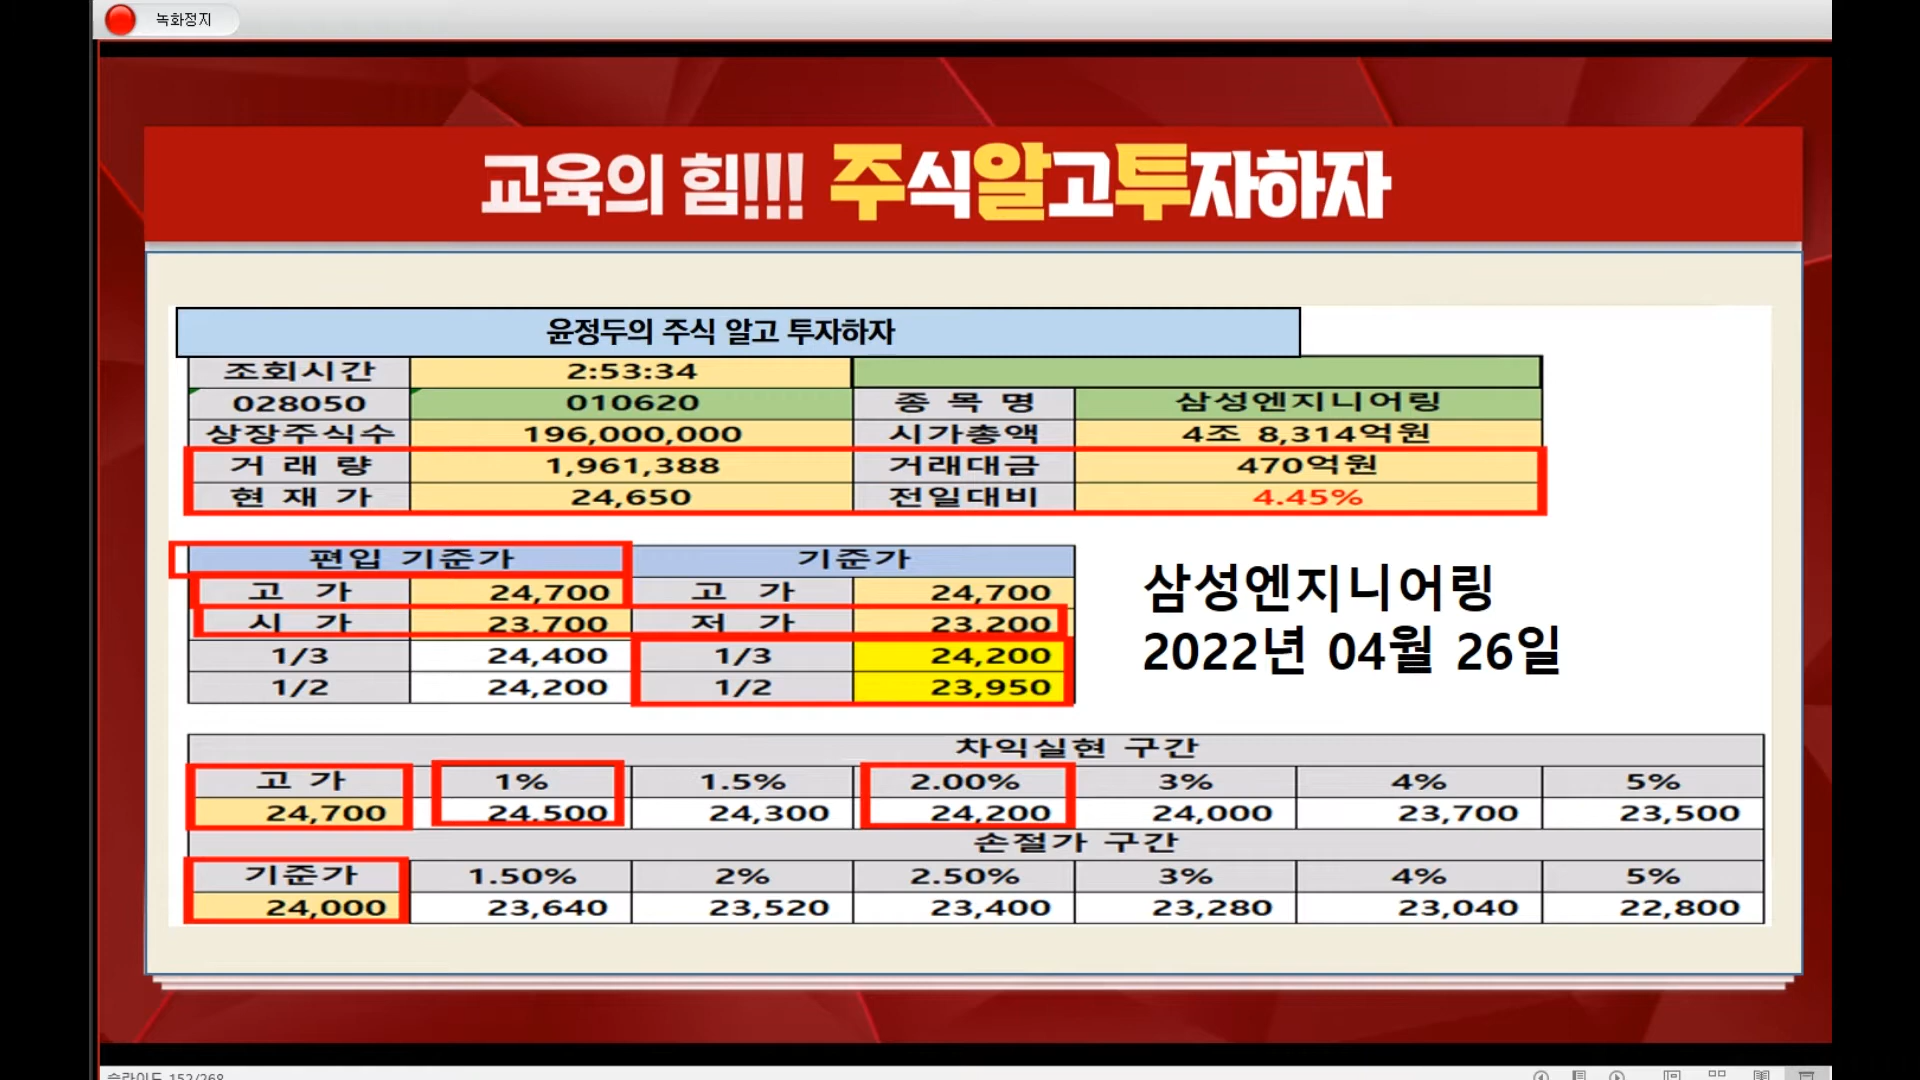 녹화정지
교육의 힘!!! 주식알고투자하자
윤정두의 주식 알고 투자하자
조회시간 2:53:34
028050 010620 종 목 명 삼성엔지니어링
상장주식수 196,000,000 시가총액 4조 8,314억원
거 래 량 1,961,388 거래대금 470억원
현 재 가 24,650 전일대비 4.45%
편입 기준가 기준가
고 가 24,700 고 가 24,700
시 가 23,700 저 가 23,200
1/3 24,400 1/3 24,200
1/2 24,200 1/2 23,950
삼성엔지니어링
2022년 04월 26일
차익실현 구간
고 가 1% 1.5% 2.00% 3% 4% 5%
24,700 24,500 24,300 24,200 24,000 23,700 23,500
손절가 구간
기준가 1.50% 2% 2.50% 3% 4% 5%
24,000 23,640 23,520 23,400 23,280 23,040 22,800
슬라이드 152/268